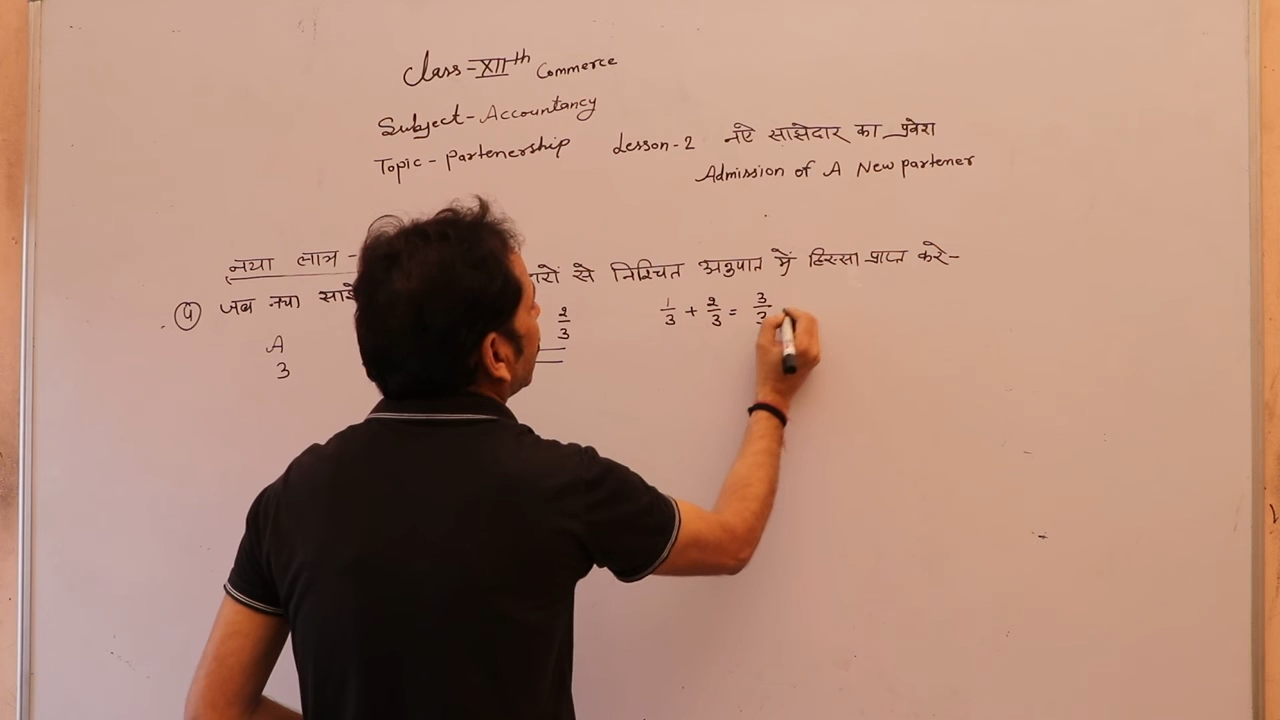 Class-XIIth Commerce
Subject-Accountancy
Topic-Partenership Lesson-2 नऐ साझेदार का प्रवेश
Admission of A New partener
नया लाभ-
५ जब नया साझे ारों से निश्चित अनुपात में हिस्सा प्राप्त करे-
A 2/3 1/3 + 2/3 = 3/3
3